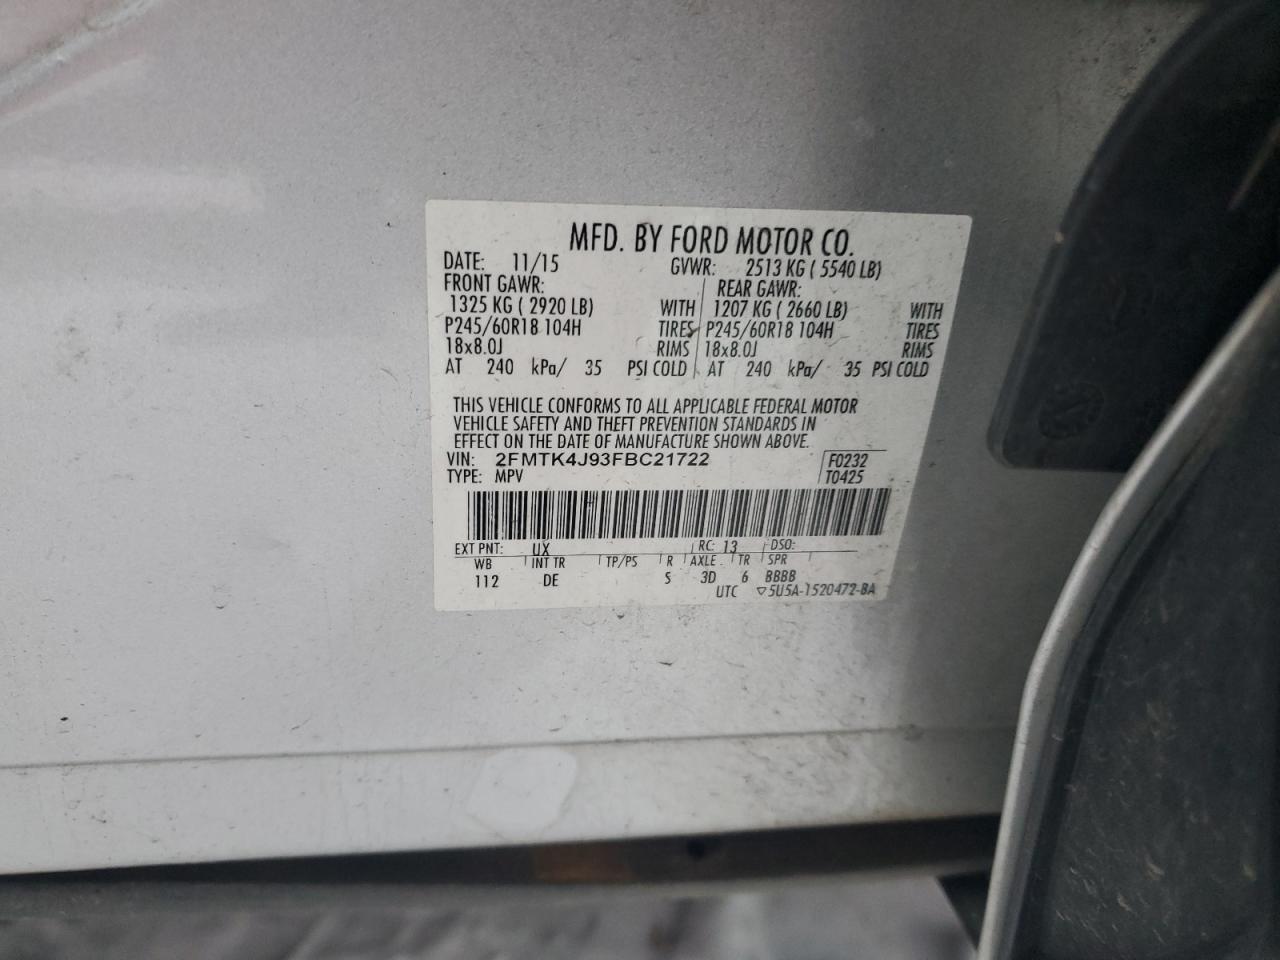 MFD. BY FORD MOTOR CO.
DATE: 11/15 GVWR: 2513 KG ( 5540 LB)
FRONT GAWR: REAR GAWR:
1325 KG ( 2920 LB) WITH 1207 KG ( 2660 LB) WITH
P245/60R18 104H TIRES P245/60R18 104H TIRES
18x8.0J RIMS 18x8.0J RIMS
AT 240 kPa/ 35 PSI COLD AT 240 kPa/ 35 PSI COLD
THIS VEHICLE CONFORMS TO ALL APPLICABLE FEDERAL MOTOR
VEHICLE SAFETY AND THEFT PREVENTION STANDARDS IN
EFFECT ON THE DATE OF MANUFACTURE SHOWN ABOVE.
VIN: 2FMTK4J93FBC21722 F0232
TYPE: MPV T0425
EXT PNT: UX RC: 13 DSO:
WB INT TR TP/PS R AXLE TR SPR
112 DE S 3D 6 BBBB
UTC ▽5U5A-1520472-BA